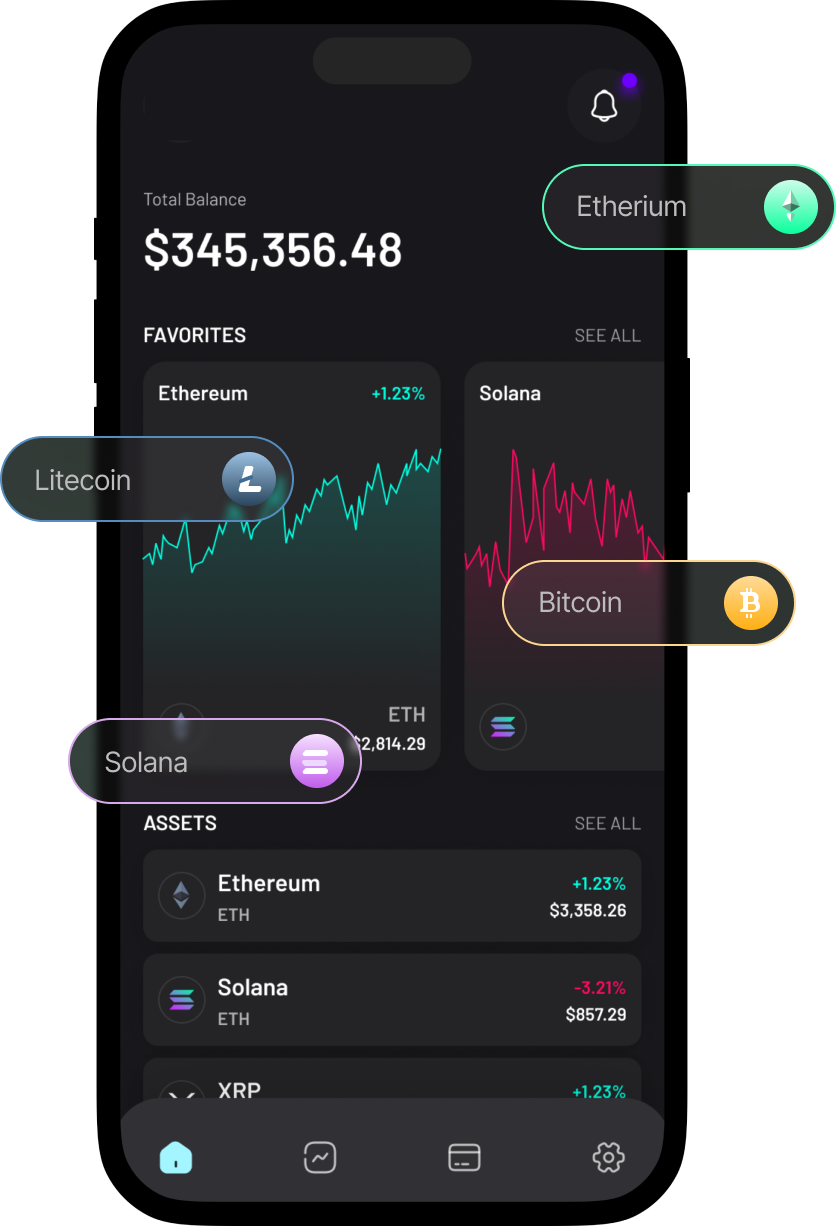 Total Balance
Etherium
$345,356.48
FAVORITES SEE ALL
Ethereum +1.23% Solana
Litecoin
Bitcoin
ETH
$2,814.29
Solana
ASSETS SEE ALL
Ethereum +1.23%
ETH $3,358.26
Solana -3.21%
ETH $857.29
XRP +1.23%